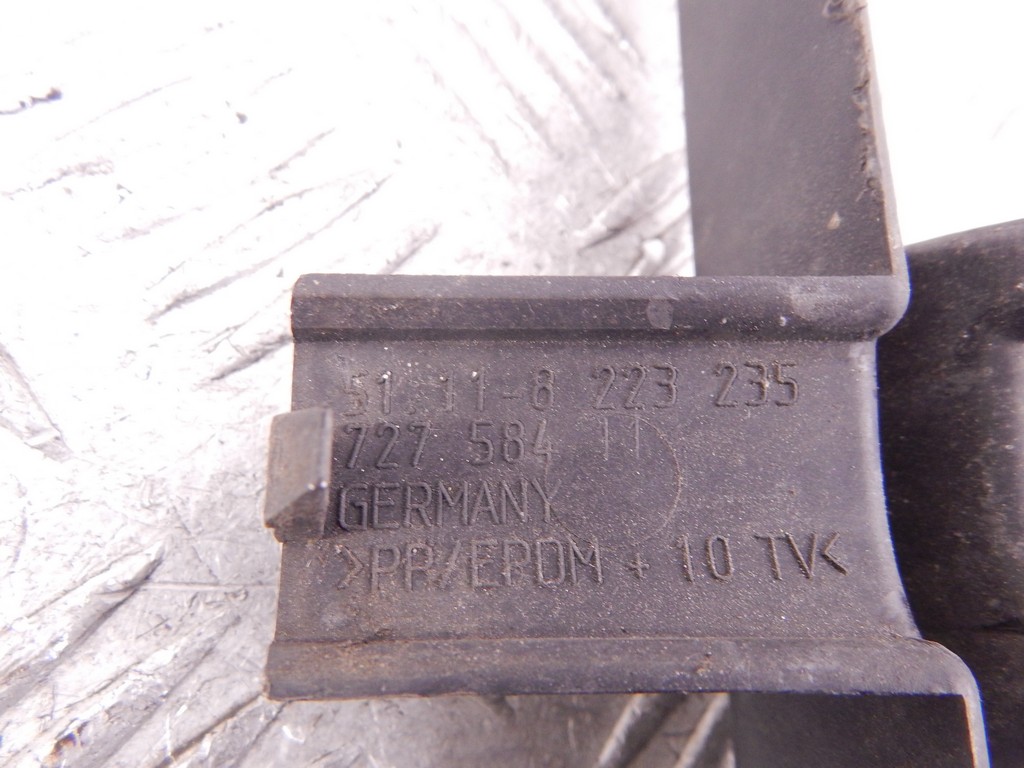 51.11-8 223 235
727 584 11
GERMANY
>PP/EPDM + 10 TV<